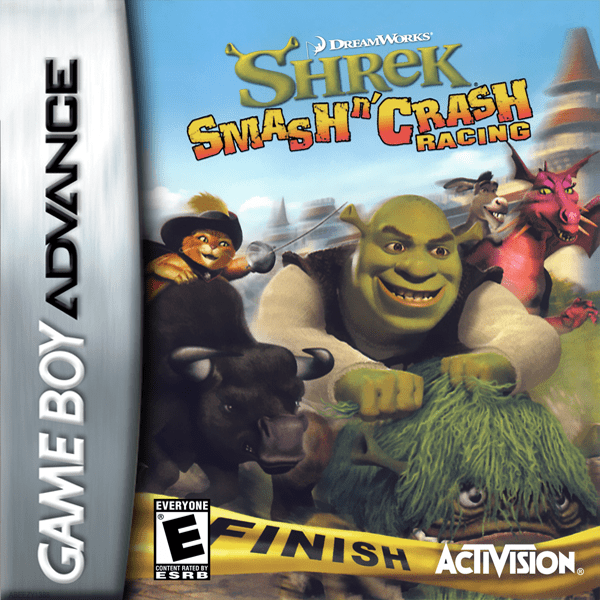 GAME BOY ADVANCE
DREAMWORKS®
SHREK
SMASH n' CRASH
RACING
EVERYONE
E
CONTENT RATED BY
ESRB
FINISH
ACTIVISION®